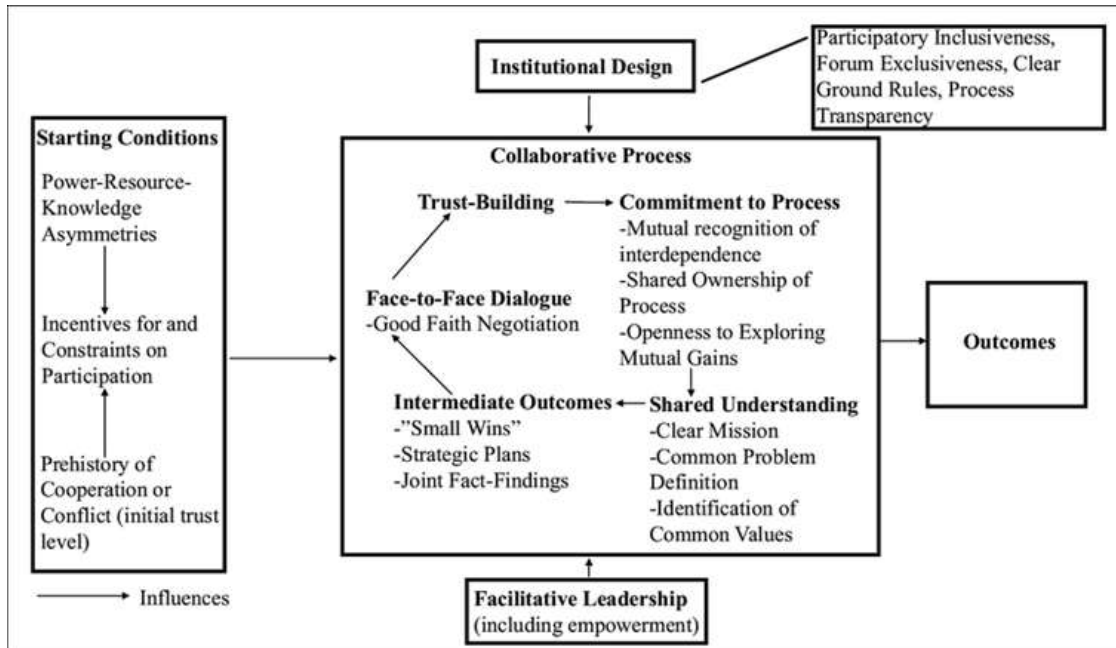 Institutional Design
Participatory Inclusiveness,
Forum Exclusiveness, Clear
Ground Rules, Process
Transparency
Starting Conditions
Power-Resource-
Knowledge
Asymmetries
Incentives for and
Constraints on
Participation
Prehistory of
Cooperation or
Conflict (initial trust
level)
Influences
Collaborative Process
Trust-Building
Commitment to Process
-Mutual recognition of
interdependence
-Shared Ownership of
Process
-Openness to Exploring
Mutual Gains
Face-to-Face Dialogue
-Good Faith Negotiation
Intermediate Outcomes
-”Small Wins”
-Strategic Plans
-Joint Fact-Findings
Shared Understanding
-Clear Mission
-Common Problem
Definition
-Identification of
Common Values
Outcomes
Facilitative Leadership
(including empowerment)